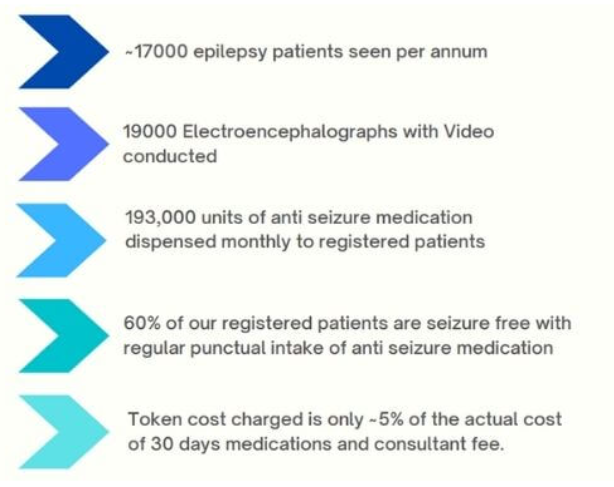 ~17000 epilepsy patients seen per annum
19000 Electroencephalographs with Video
conducted
193,000 units of anti seizure medication
dispensed monthly to registered patients
60% of our registered patients are seizure free with
regular punctual intake of anti seizure medication
Token cost charged is only ~5% of the actual cost
of 30 days medications and consultant fee.